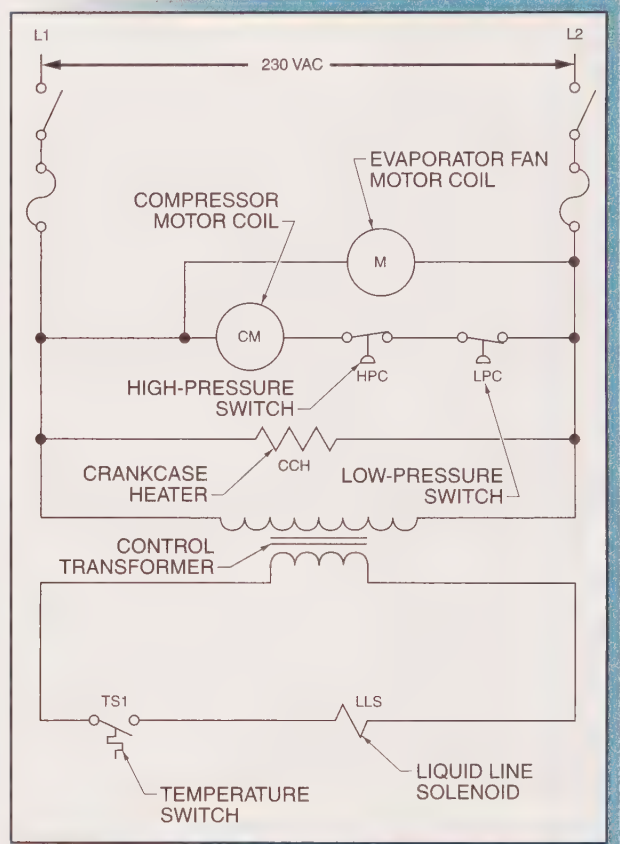 L1
L2
230 VAC
EVAPORATOR FAN
MOTOR COIL
COMPRESSOR
MOTOR COIL
M
CM
HIGH-PRESSURE
SWITCH
HPC
LPC
CRANKCASE
HEATER
CCH
LOW-PRESSURE
SWITCH
CONTROL
TRANSFORMER
TS1
LLS
TEMPERATURE
SWITCH
LIQUID LINE
SOLENOID